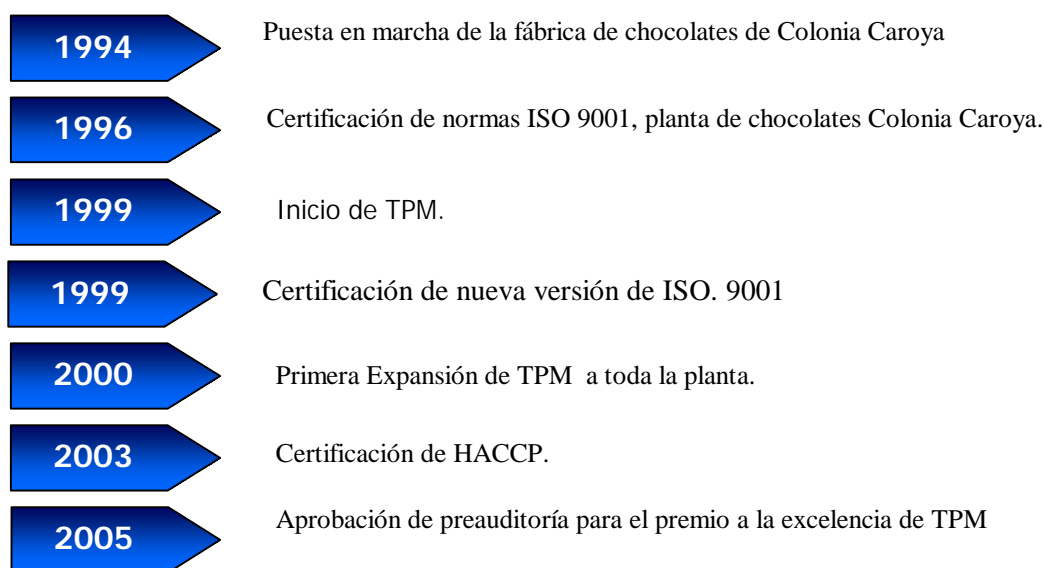 1994 Puesta en marcha de la fábrica de chocolates de Colonia Caroya
1996 Certificación de normas ISO 9001, planta de chocolates Colonia Caroya.
1999 Inicio de TPM.
1999 Certificación de nueva versión de ISO. 9001
2000 Primera Expansión de TPM a toda la planta.
2003 Certificación de HACCP.
2005 Aprobación de preauditoría para el premio a la excelencia de TPM